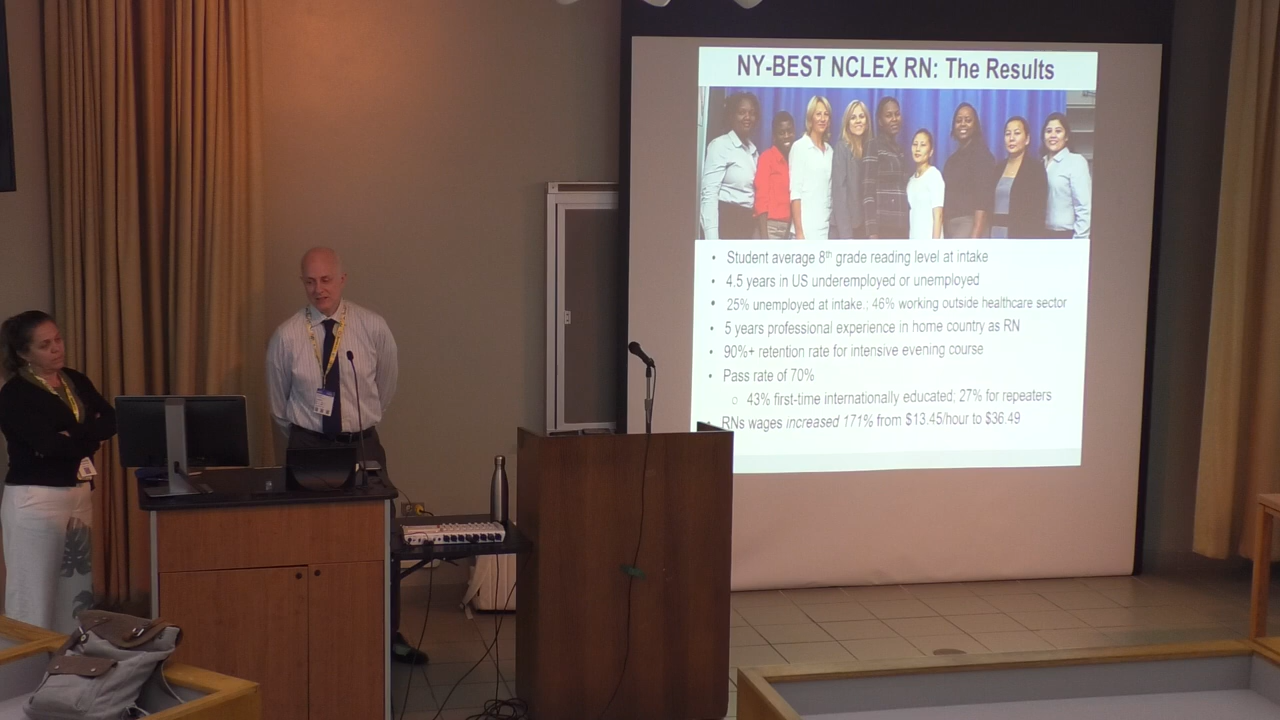 NY-BEST NCLEX RN: The Results
• Student average 8th grade reading level at intake
• 4.5 years in US underemployed or unemployed
• 25% unemployed at intake.; 46% working outside healthcare sector
• 5 years professional experience in home country as RN
• 90%+ retention rate for intensive evening course
• Pass rate of 70%
○ 43% first-time internationally educated; 27% for repeaters
RNs wages increased 171% from $13.45/hour to $36.49